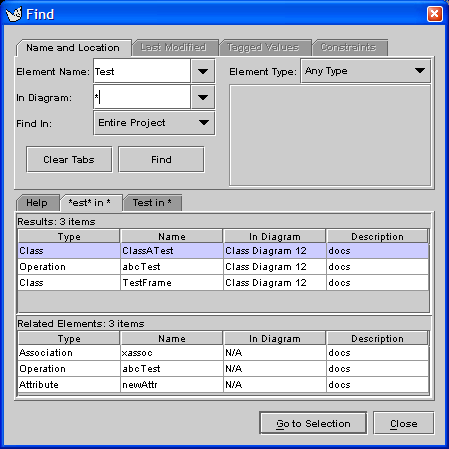 Find
Name and Location Last Modified Tagged Values Constraints
Element Name: Test Element Type: Any Type
In Diagram: *
Find In: Entire Project
Clear Tabs Find
Help *est* in * Test in *
Results: 3 items
Type Name In Diagram Description
Class ClassATest Class Diagram 12 docs
Operation abcTest Class Diagram 12 docs
Class TestFrame Class Diagram 12 docs
Related Elements: 3 items
Type Name In Diagram Description
Association xassoc N/A docs
Operation abcTest N/A docs
Attribute newAttr N/A docs
Go to Selection Close